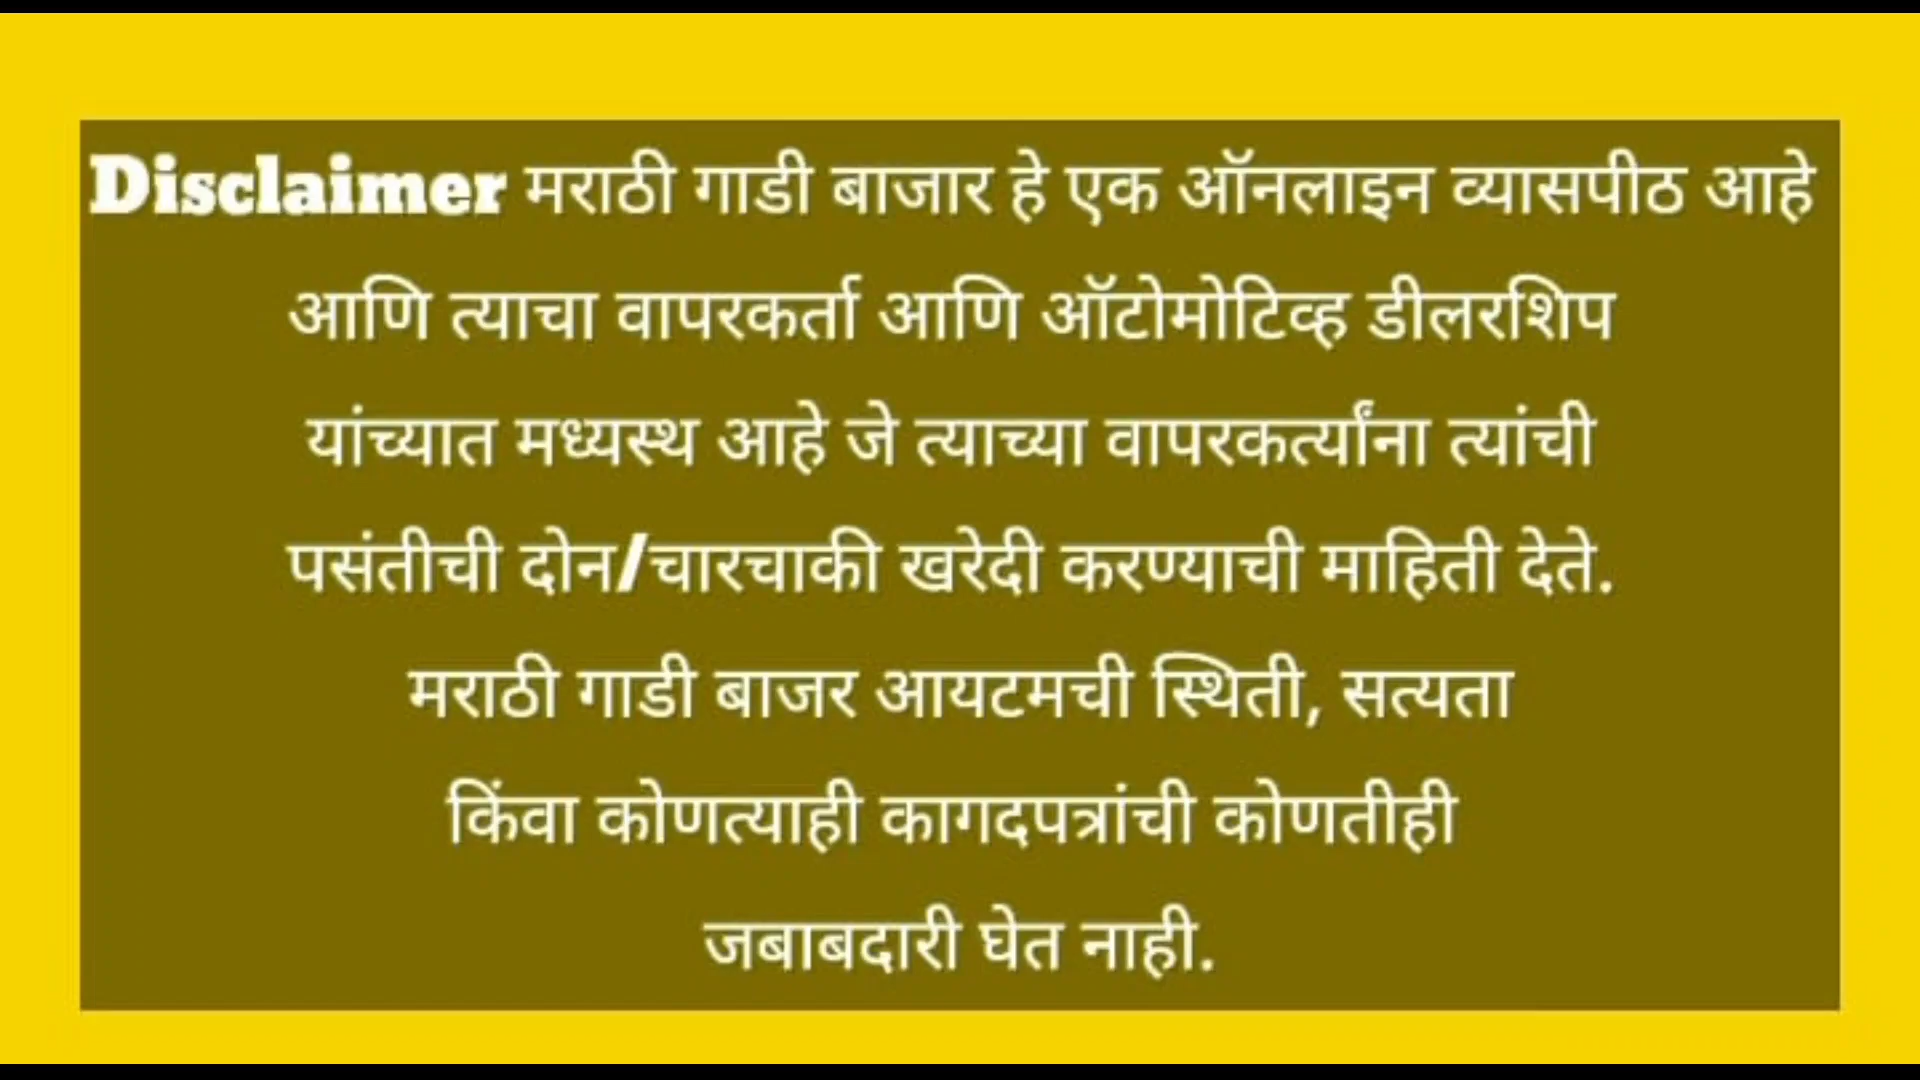 Disclaimer मराठी गाडी बाजार हे एक ऑनलाइन व्यासपीठ आहे
आणि त्याचा वापरकर्ता आणि ऑटोमोटिव्ह डीलरशिप
यांच्यात मध्यस्थ आहे जे त्याच्या वापरकर्त्यांना त्यांची
पसंतीची दोन/चारचाकी खरेदी करण्याची माहिती देते.
मराठी गाडी बाजर आयटमची स्थिती, सत्यता
किंवा कोणत्याही कागदपत्रांची कोणतीही
जबाबदारी घेत नाही.